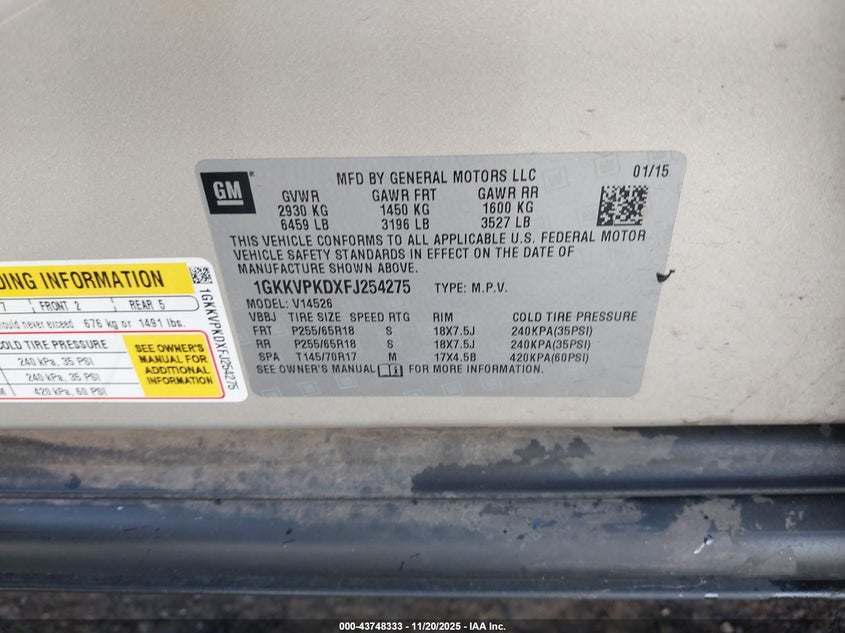 GM
MFD BY GENERAL MOTORS LLC
01/15
GVWR GAWR FRT GAWR RR
2930 KG 1450 KG 1600 KG
6459 LB 3196 LB 3527 LB
THIS VEHICLE CONFORMS TO ALL APPLICABLE U.S. FEDERAL MOTOR
VEHICLE SAFETY STANDARDS IN EFFECT ON THE DATE OF
MANUFACTURE SHOWN ABOVE.
1GKKVPKDXFJ254275 TYPE: M.P.V.
MODEL: V14526
VBBJ TIRE SIZE SPEED RTG RIM COLD TIRE PRESSURE
FRT P255/65R18 S 18X7.5J 240KPA(35PSI)
RR P255/65R18 S 18X7.5J 240KPA(35PSI)
SPA T145/70R17 M 17X4.5B 420KPA(60PSI)
SEE OWNER'S MANUAL FOR MORE INFORMATION.
DING INFORMATION
7 FRONT 2 REAR 5
ould never exceed 676 kg or 1491 lbs.
COLD TIRE PRESSURE
240 kPa, 35 PSI
240 kPa, 35 PSI
M 420 kPa, 60 PSI
SEE OWNER'S
MANUAL FOR
ADDITIONAL
INFORMATION
1GKKVPKDXFJ254275
000-43748333 - 11/20/2025 - IAA Inc.